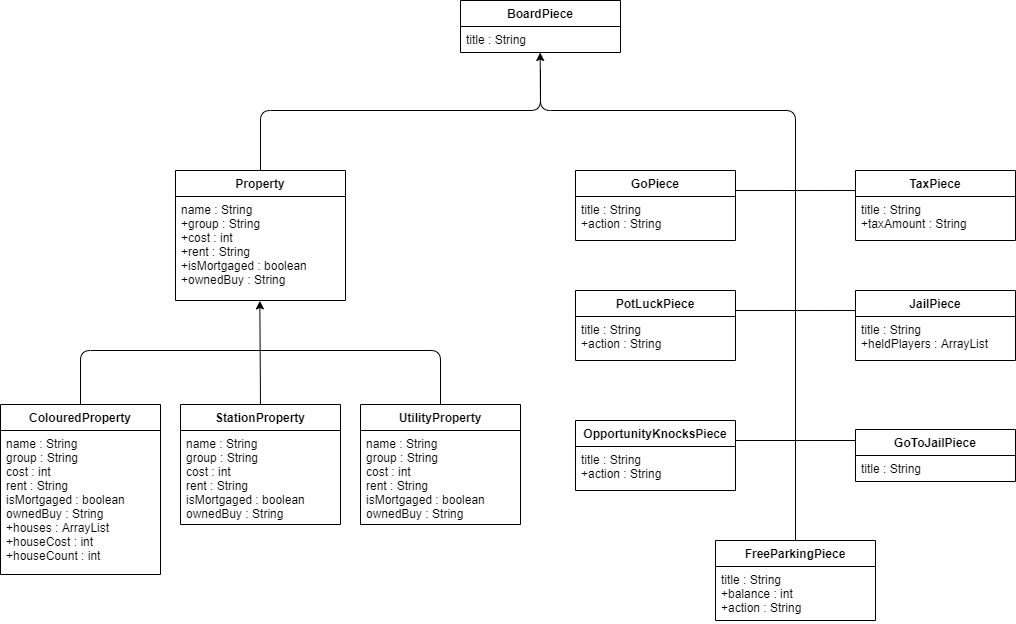 BoardPiece
title : String
Property
name : String
+group : String
+cost : int
+rent : String
+isMortgaged : boolean
+ownedBuy : String
GoPiece
title : String
+action : String
TaxPiece
title : String
+taxAmount : String
PotLuckPiece
title : String
+action : String
JailPiece
title : String
+heldPlayers : ArrayList
ColouredProperty
name : String
group : String
cost : int
rent : String
isMortgaged : boolean
ownedBuy : String
+houses : ArrayList
+houseCost : int
+houseCount : int
StationProperty
name : String
group : String
cost : int
rent : String
isMortgaged : boolean
ownedBuy : String
UtilityProperty
name : String
group : String
cost : int
rent : String
isMortgaged : boolean
ownedBuy : String
OpportunityKnocksPiece
title : String
+action : String
GoToJailPiece
title : String
FreeParkingPiece
title : String
+balance : int
+action : String